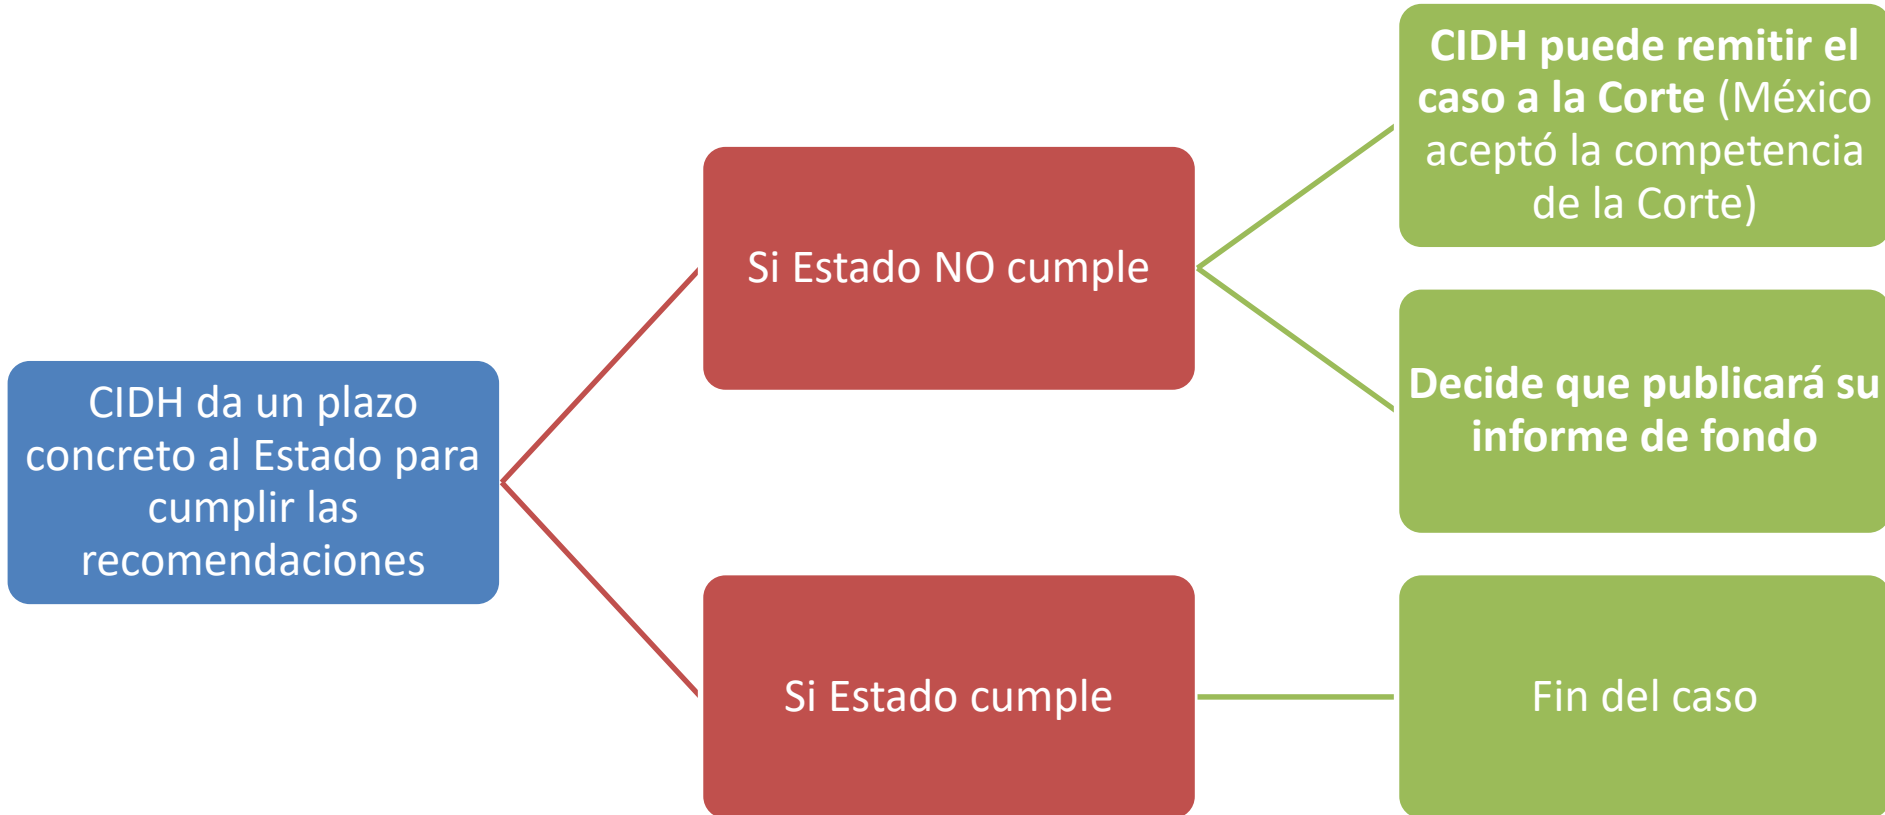 CIDH da un plazo
concreto al Estado para
cumplir las
recomendaciones
Si Estado NO cumple
CIDH puede remitir el
caso a la Corte (México
aceptó la competencia
de la Corte)
Decide que publicará su
informe de fondo
Si Estado cumple
Fin del caso